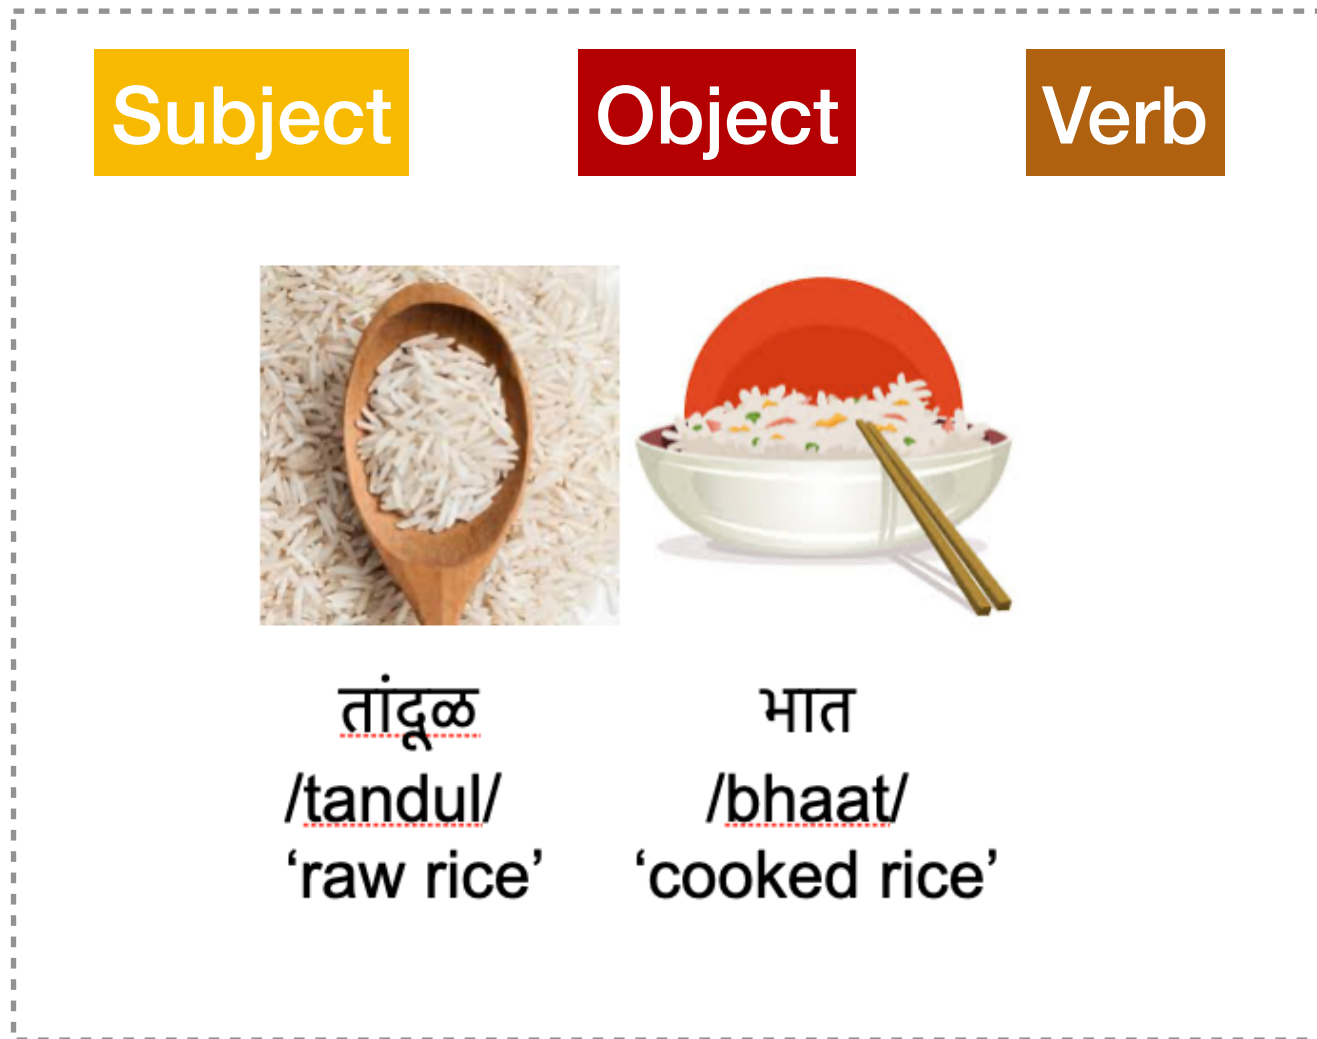 Subject Object Verb
तांदूळ भात
/tandul/ /bhaat/
‘raw rice’ ‘cooked rice’